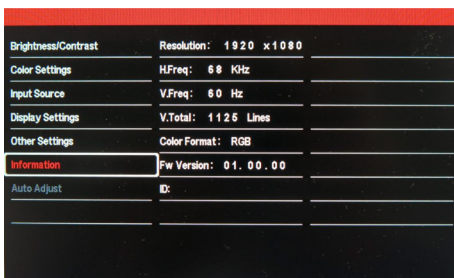 Brightness/Contrast
Resolution: 1920 x1080
Color Settings
H.Freq: 68 KHz
Input Source
V.Freq: 60 Hz
Display Settings
V.Total: 1125 Lines
Other Settings
Color Format: RGB
Information
Fw Version: 01.00.00
Auto Adjust
ID: